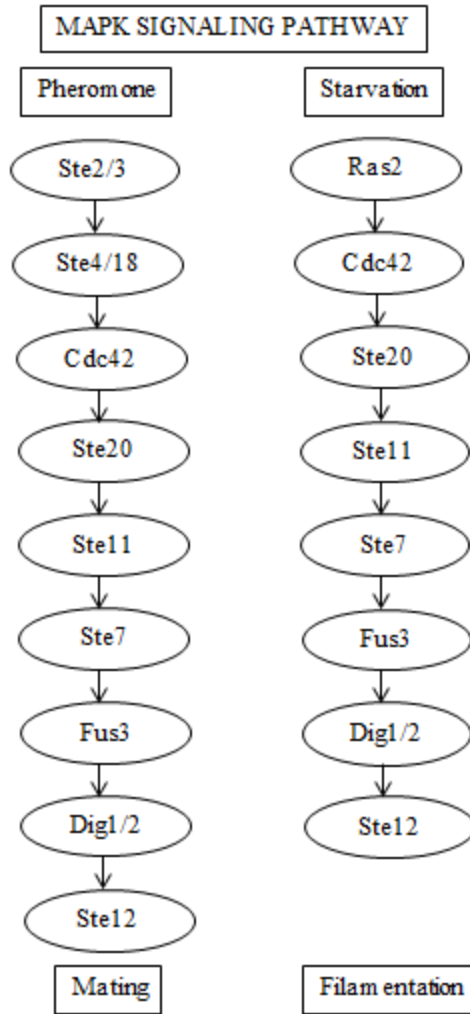 MAPK SIGNALING PATHWAY
Pheromone
Ste2/3
Ste4/18
Cdc42
Ste20
Ste11
Ste7
Fus3
Dig1/2
Ste12
Mating
Starvation
Ras2
Cdc42
Ste20
Ste11
Ste7
Fus3
Dig1/2
Ste12
Filamentation